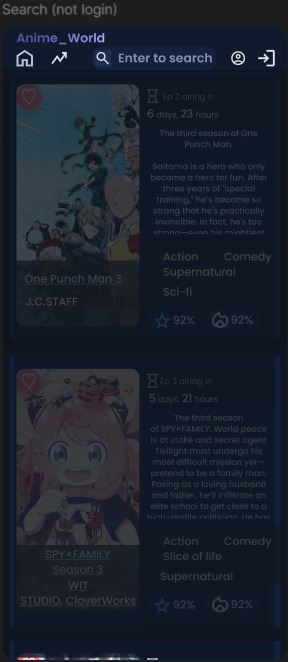 Search (not login)
Anime_World
Enter to search
Ep 2 airing in
6 days, 23 hours
The third season of One
Punch Man.
Saitama is a hero who only
became a hero for fun. After
three years of "special
training," he's become so
strong that he's practically
invincible. In fact, he's too
strong—even his mightiest
Action Comedy
Supernatural
Sci-fi
One Punch Man 3
J.C.STAFF
92% 92%
Ep 3 airing in
5 days, 21 hours
The third season
of SPY×FAMILY. World peace
is at stake and secret agent
Twilight must undergo his
most difficult mission yet—
pretend to be a family man.
Posing as a loving husband
and father, he'll infiltrate an
elite school to get close to a
high-profile politician. He has
Action Comedy
Slice of life
Supernatural
SPY×FAMILY
Season 3
WIT
STUDIO, CloverWorks
92% 92%